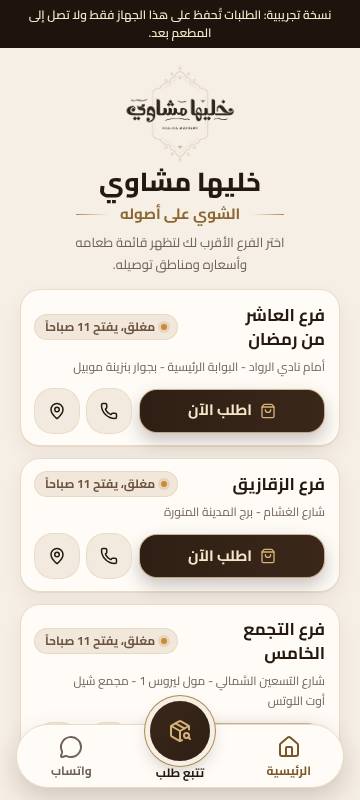 نسخة تجريبية: الطلبات تُحفظ على هذا الجهاز فقط ولا تصل إلى
المطعم بعد.
خليها مشاوي
خليها مشاوي
الشوي على أصوله
اختر الفرع الأقرب لك لتظهر قائمة طعامه
وأسعاره ومناطق توصيله.
فرع العاشر
من رمضان
مغلق، يفتح 11 صباحاً
أمام نادي الرواد - البوابة الرئيسية - بجوار بنزينة موبيل
اطلب الآن
فرع الزقازيق
مغلق، يفتح 11 صباحاً
شارع الغشام - برج المدينة المنورة
اطلب الآن
فرع التجمع
الخامس
مغلق، يفتح 11 صباحاً
شارع التسعين الشمالي - مول ليروس 1 - مجمع شيل
أوت اللوتس
الرئيسية
تتبع طلب
واتساب